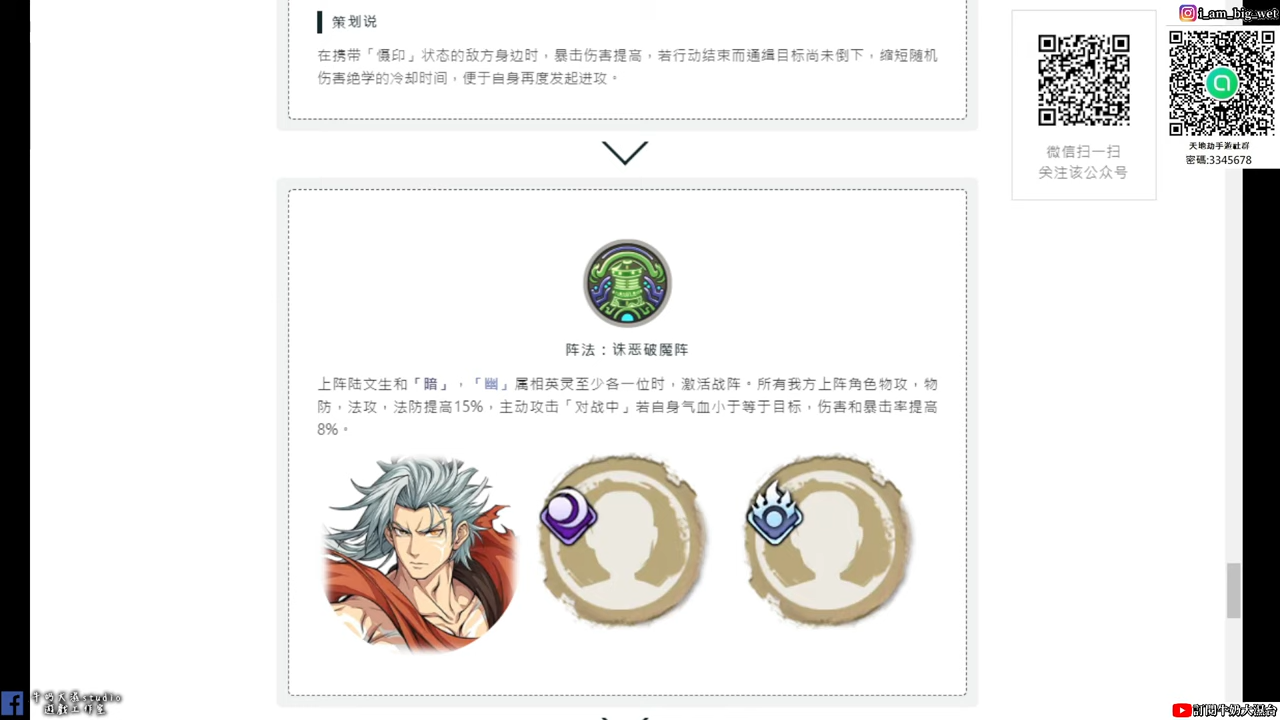 策划说
在携带「慑印」状态的敌方身边时，暴击伤害提高，若行动结束而通缉目标尚未倒下，缩短随机
伤害绝学的冷却时间，便于自身再度发起进攻。
阵法：诛恶破魔阵
上阵陆文生和「暗」，「幽」属相英灵至少各一位时，激活战阵。所有我方上阵角色物攻，物
防，法攻，法防提高15%，主动攻击「对战中」若自身气血小于等于目标，伤害和暴击率提高
8%。
微信扫一扫
关注该公众号
i_am_big_wet
天地劫手游社群
密碼:3345678
牛奶大濕studio
遊戲工作室
訂閱牛奶大濕台